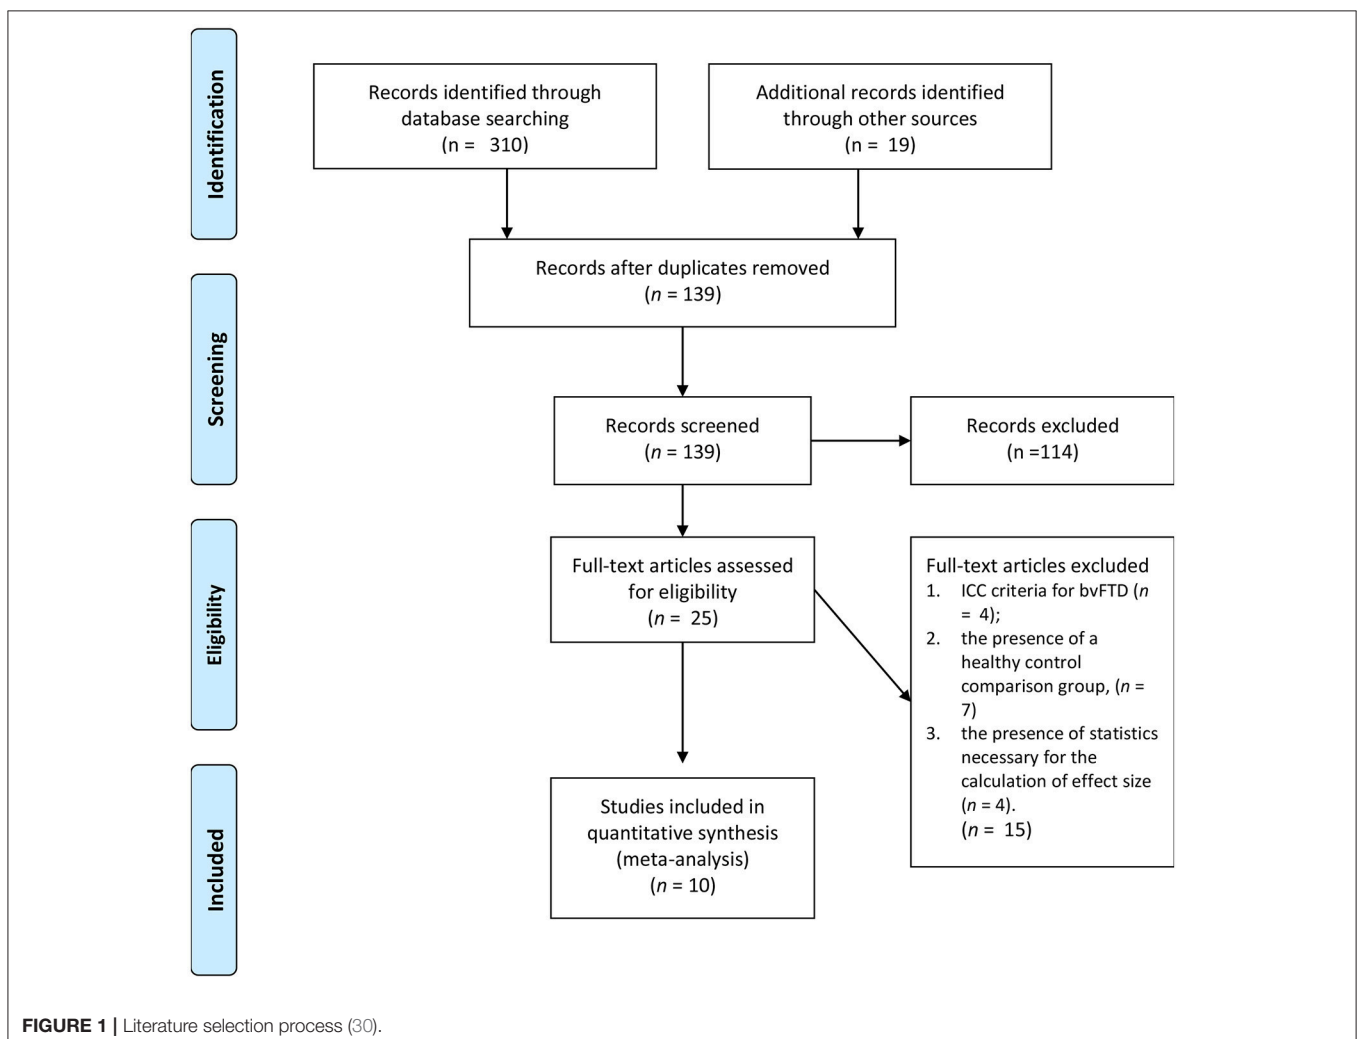 Identification
Records identified through
database searching
(n = 310)
Additional records identified
through other sources
(n = 19)
Records after duplicates removed
(n = 139)
Screening
Records screened
(n = 139)
Records excluded
(n =114)
Eligibility
Full-text articles assessed
for eligibility
(n = 25)
Full-text articles excluded
1. ICC criteria for bvFTD (n
= 4);
2. the presence of a
healthy control
comparison group, (n =
7)
3. the presence of statistics
necessary for the
calculation of effect size
(n = 4).
(n = 15)
Included
Studies included in
quantitative synthesis
(meta-analysis)
(n = 10)
FIGURE 1 | Literature selection process (30).